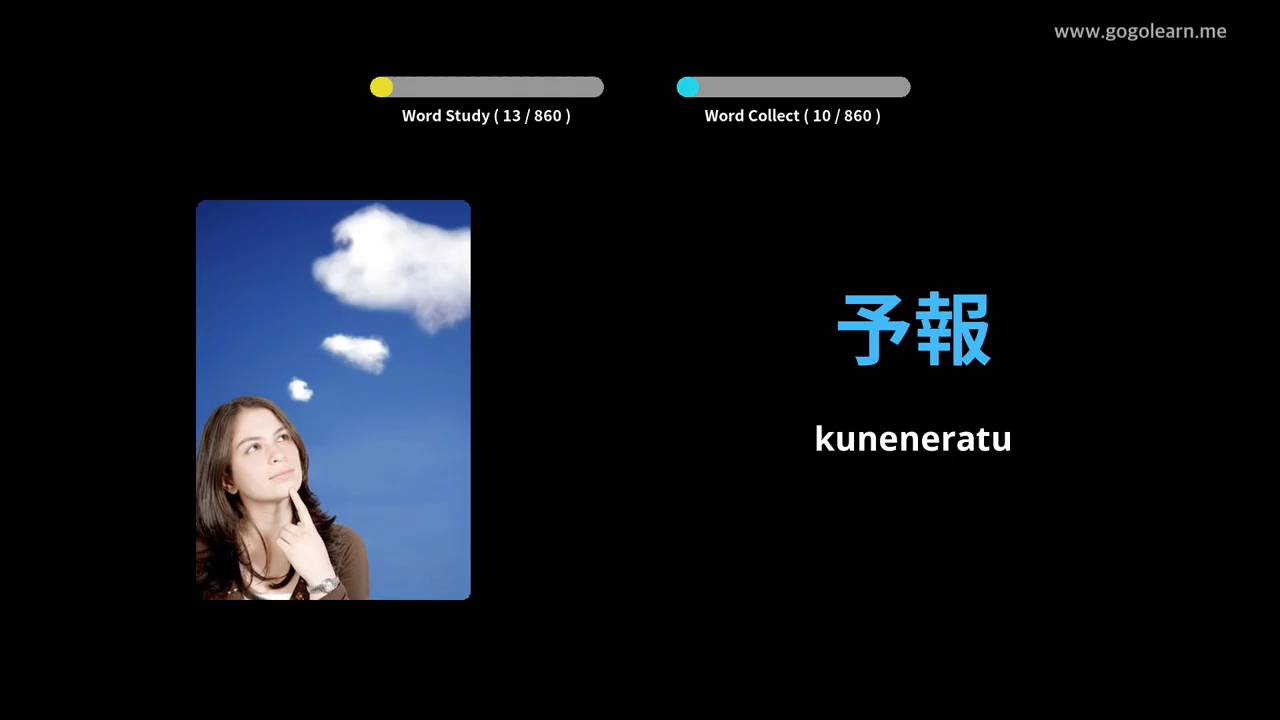 www.gogolearn.me
Word Study ( 13 / 860 )
Word Collect ( 10 / 860 )
予報
kuneneratu